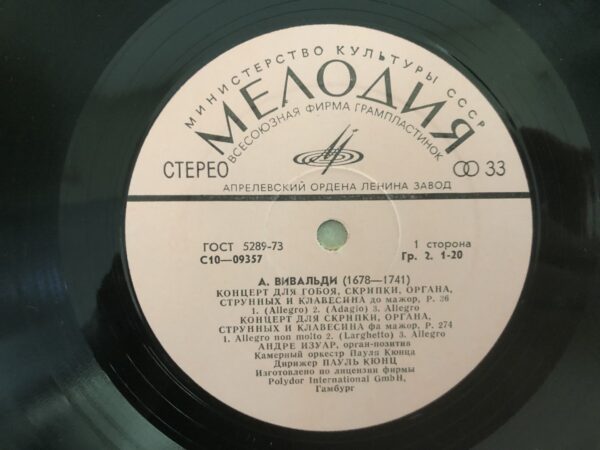 МИНИСТЕРСТВО КУЛЬТУРЫ СССР
МЕЛОДИЯ
ВСЕСОЮЗНАЯ ФИРМА ГРАМПЛАСТИНОК
СТЕРЕО
33
АПРЕЛЕВСКИЙ ОРДЕНА ЛЕНИНА ЗАВОД
ГОСТ 5289-73
1 сторона
С10—09357
Гр. 2. 1-20
А. ВИВАЛЬДИ (1678—1741)
КОНЦЕРТ ДЛЯ ГОБОЯ, СКРИПКИ, ОРГАНА,
СТРУННЫХ И КЛАВЕСИНА до мажор, Р. 36
1. (Allegro) 2. (Adagio) 3. Allegro
КОНЦЕРТ ДЛЯ СКРИПКИ, ОРГАНА,
СТРУННЫХ И КЛАВЕСИНА фа мажор, Р. 274
1. Allegro non molto 2. (Larghetto) 3. Allegro
АНДРЕ ИЗУАР, орган-позитив
Камерный оркестр Пауля Кюнца
Дирижер ПАУЛЬ КЮНЦ
Изготовлено по лицензии фирмы
Polydor International GmbH,
Гамбург